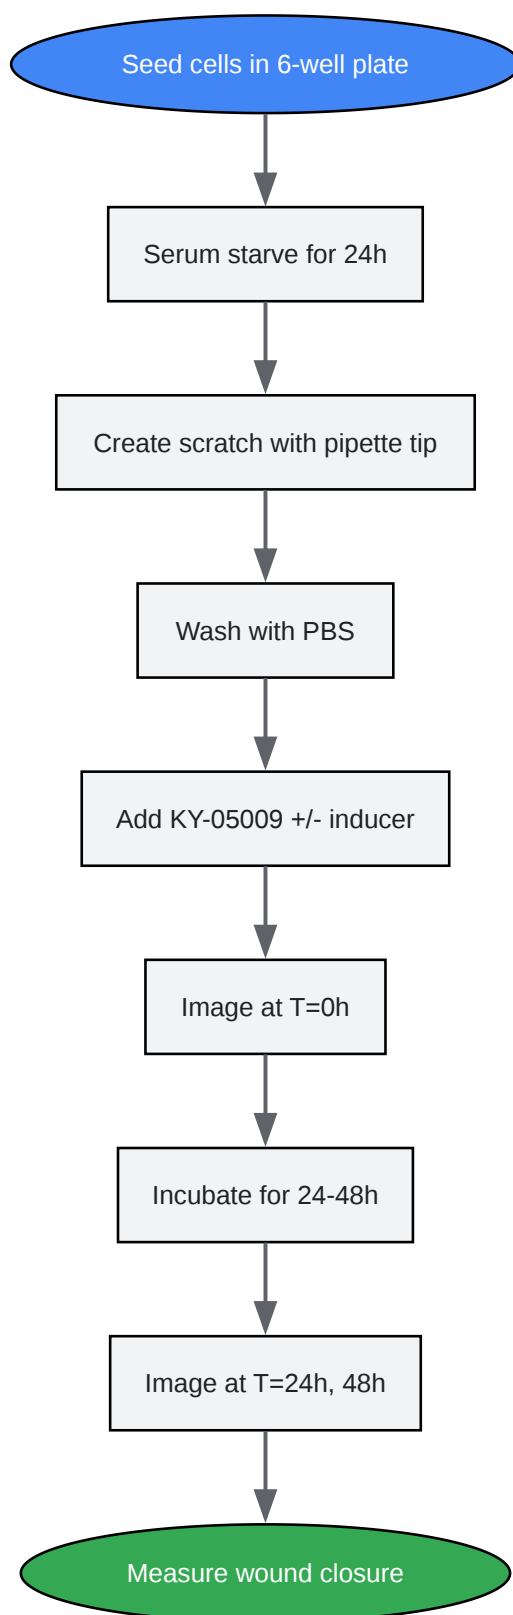 Seed cells in 6-well plate
Serum starve for 24h
Create scratch with pipette tip
Wash with PBS
Add KY-05009 +/- inducer
Image at T=0h
Incubate for 24-48h
Image at T=24h, 48h
Measure wound closure